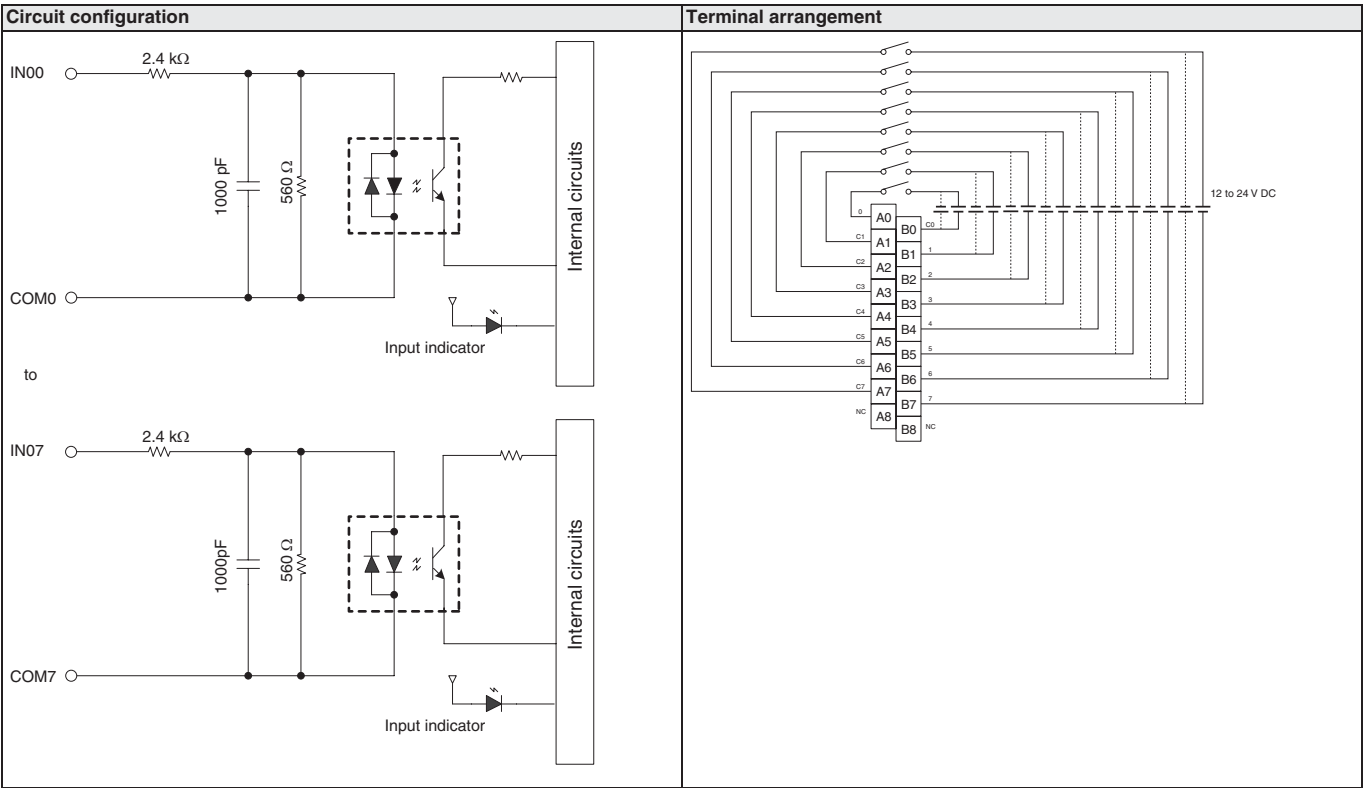 Circuit configuration
Terminal arrangement
IN00
2.4 kΩ
1000 pF
560 Ω
Internal circuits
COM0
Input indicator
to
IN07
2.4 kΩ
1000pF
560 Ω
Internal circuits
COM7
Input indicator
12 to 24 V DC
0 A0
B0 C0
C1 A1
B1 1
C2 A2
B2 2
C3 A3
B3 3
C4 A4
B4 4
C5 A5
B5 5
C6 A6
B6 6
C7 A7
B7 7
NC A8
B8 NC